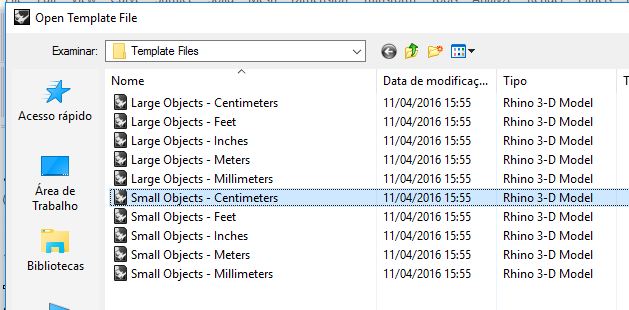 Open Template File
Examinar: Template Files
Nome Data de modificaç... Tipo T
Acesso rápido
Área de
Trabalho
Bibliotecas
Large Objects - Centimeters 11/04/2016 15:55 Rhino 3-D Model
Large Objects - Feet 11/04/2016 15:55 Rhino 3-D Model
Large Objects - Inches 11/04/2016 15:55 Rhino 3-D Model
Large Objects - Meters 11/04/2016 15:55 Rhino 3-D Model
Large Objects - Millimeters 11/04/2016 15:55 Rhino 3-D Model
Small Objects - Centimeters 11/04/2016 15:55 Rhino 3-D Model
Small Objects - Feet 11/04/2016 15:55 Rhino 3-D Model
Small Objects - Inches 11/04/2016 15:55 Rhino 3-D Model
Small Objects - Meters 11/04/2016 15:55 Rhino 3-D Model
Small Objects - Millimeters 11/04/2016 15:55 Rhino 3-D Model